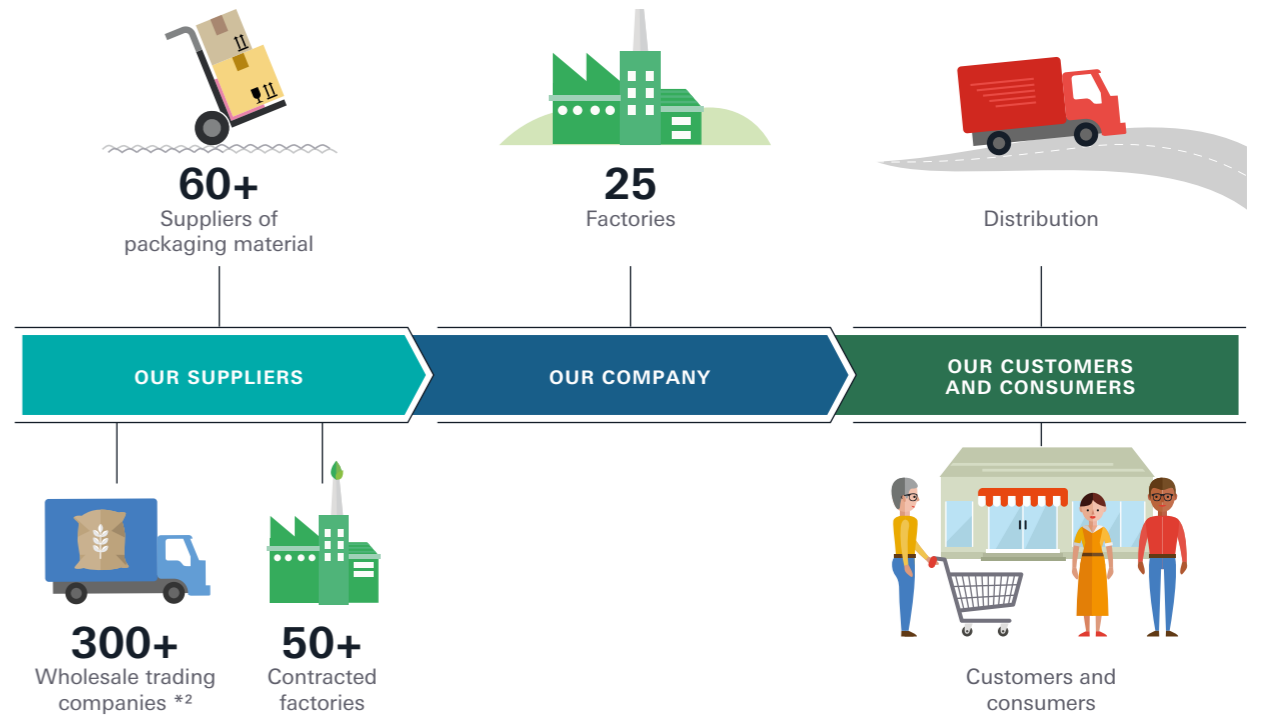 60+
Suppliers of
packaging material
25
Factories
Distribution
OUR SUPPLIERS
OUR COMPANY
OUR CUSTOMERS
AND CONSUMERS
300+
Wholesale trading
companies *²
50+
Contracted
factories
Customers and
consumers